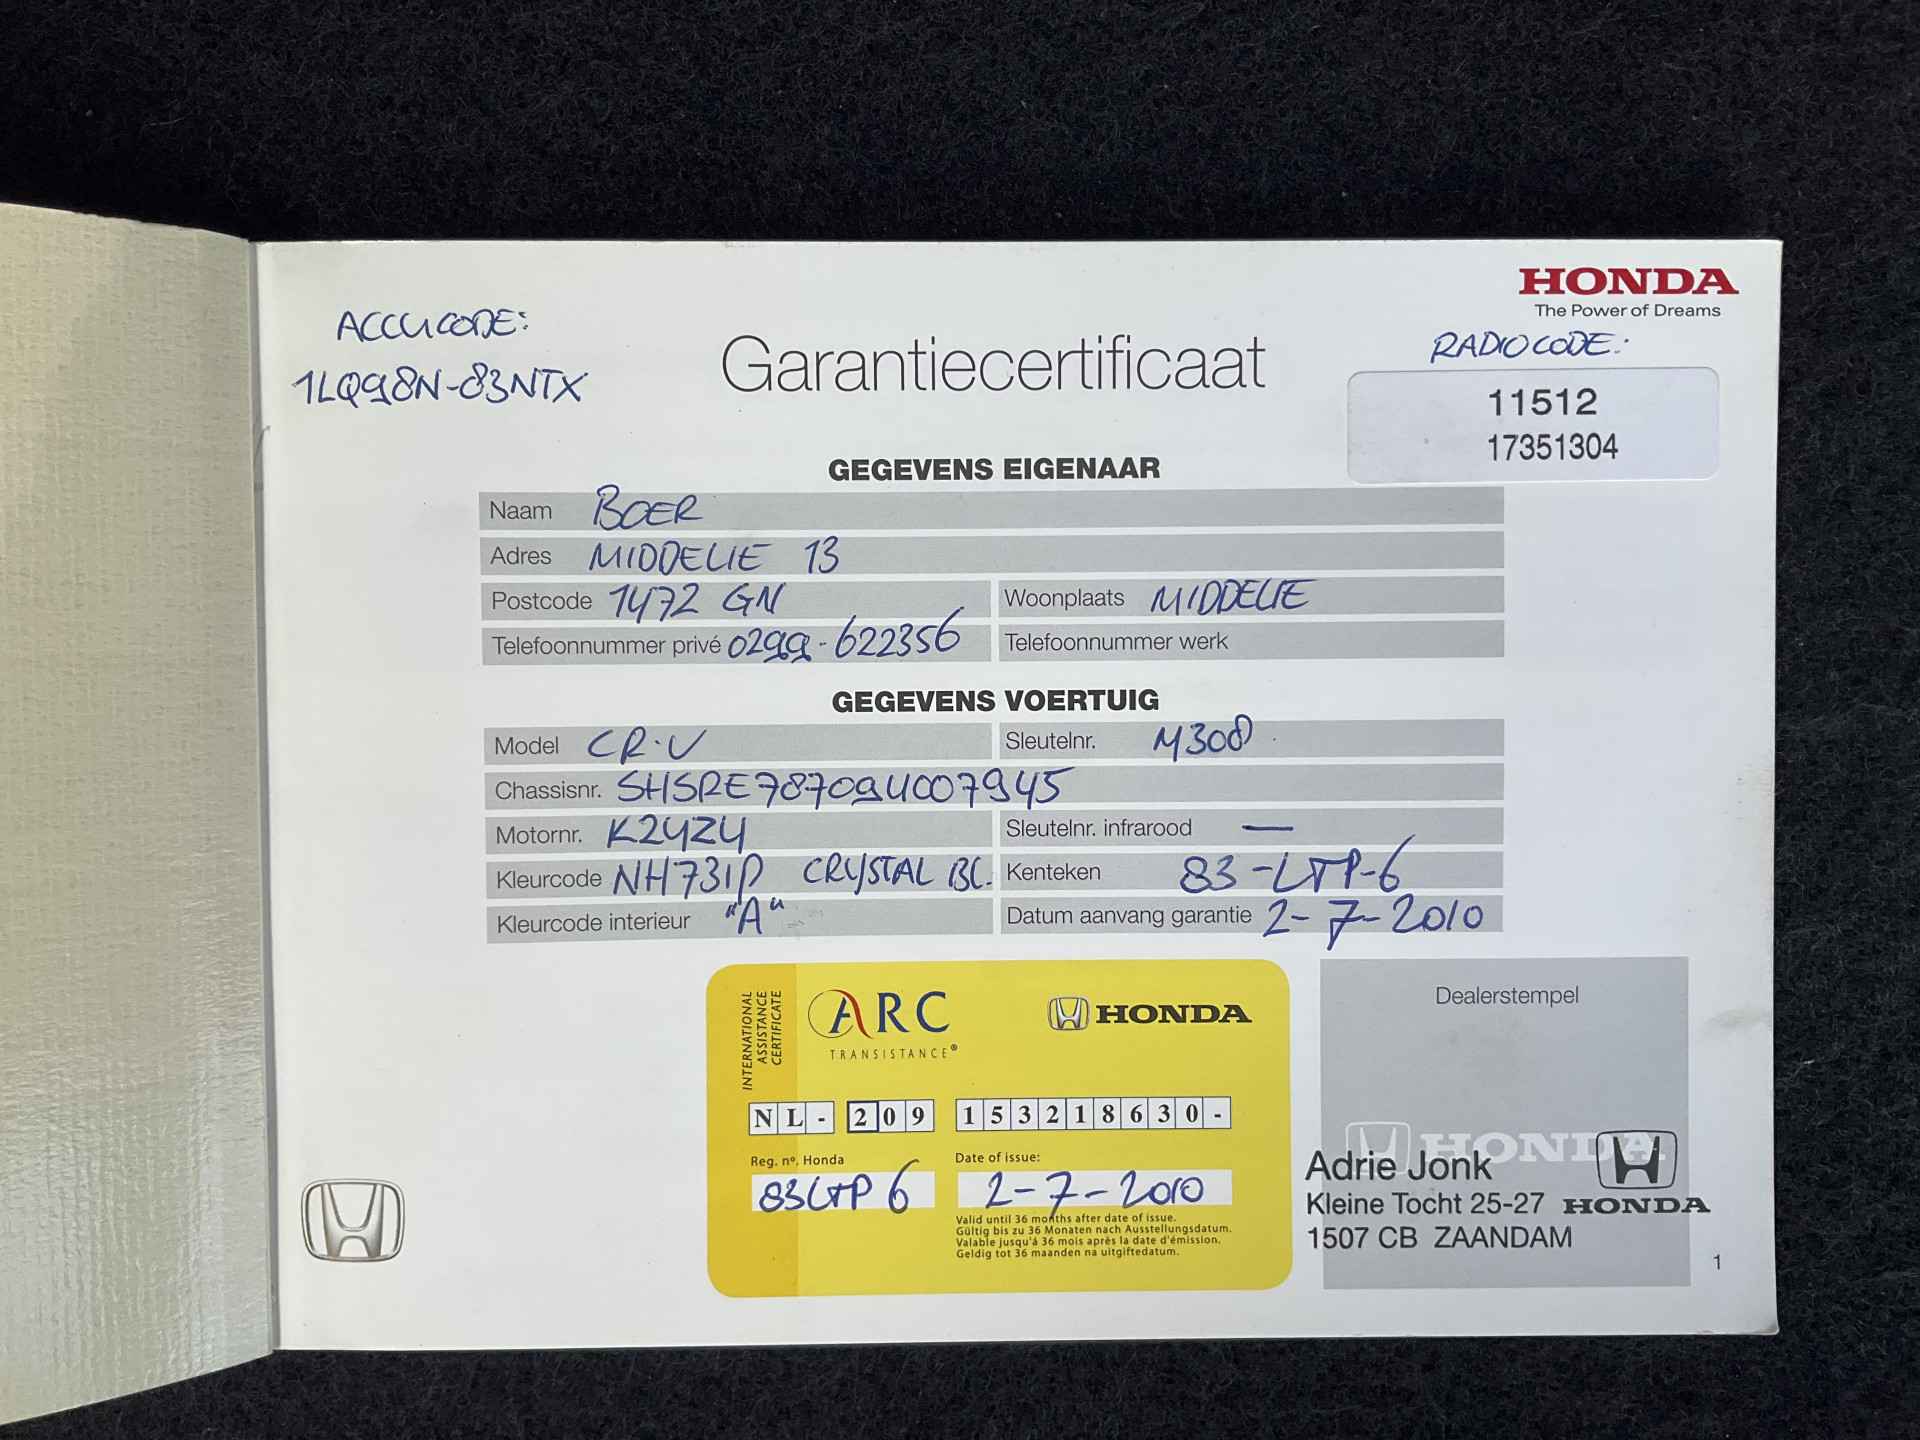 HONDA
The Power of Dreams
ACCUCODE:
1LQ98N-83NTX
Garantiecertificaat
RADIOCODE:
11512
17351304
GEGEVENS EIGENAAR
Naam BOER
Adres MIDDELIE 13
Postcode 1472 GN Woonplaats MIDDELIE
Telefoonnummer privé 0299-622356 Telefoonnummer werk
GEGEVENS VOERTUIG
Model CR-V Sleutelnr. M308
Chassisnr. SHSRE78709U007945
Motornr. K24Z4 Sleutelnr. infrarood —
Kleurcode NH731P CRYSTAL BL. Kenteken 83-LTP-6
Kleurcode interieur "A" Datum aanvang garantie 2-7-2010
INTERNATIONAL
ASSISTANCE
CERTIFICATE
ARC
TRANSISTANCE®
HONDA
NL- 209 153218630-
Reg. nº. Honda Date of issue:
83LTP 6 2-7-2010
Valid until 36 months after date of issue.
Gültig bis zu 36 Monaten nach Ausstellungsdatum.
Valable jusqu'à 36 mois après la date d'émission.
Geldig tot 36 maanden na uitgiftedatum.
Dealerstempel
HONDA
Adrie Jonk
Kleine Tocht 25-27 HONDA
1507 CB ZAANDAM
1